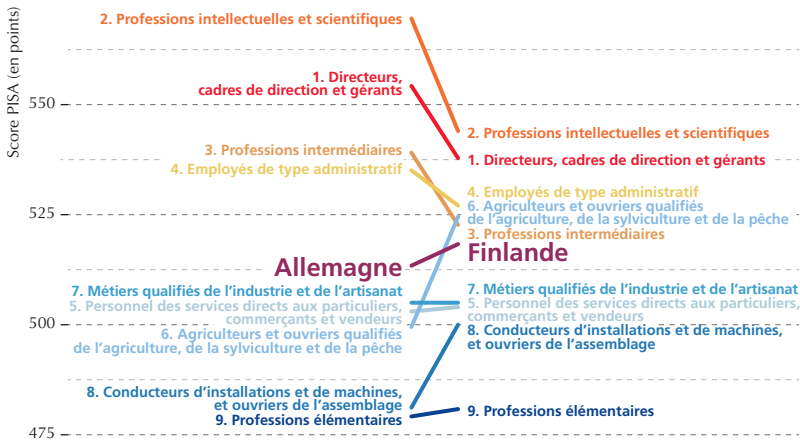 Score PISA (en points)
550
525
500
475
2. Professions intellectuelles et scientifiques
1. Directeurs,
cadres de direction et gérants
3. Professions intermédiaires
4. Employés de type administratif
Allemagne
7. Métiers qualifiés de l'industrie et de l'artisanat
5. Personnel des services directs aux particuliers,
commerçants et vendeurs
6. Agriculteurs et ouvriers qualifiés
de l'agriculture, de la sylviculture et de la pêche
8. Conducteurs d'installations et de machines,
et ouvriers de l'assemblage
9. Professions élémentaires
2. Professions intellectuelles et scientifiques
1. Directeurs, cadres de direction et gérants
4. Employés de type administratif
6. Agriculteurs et ouvriers qualifiés
de l'agriculture, de la sylviculture et de la pêche
3. Professions intermédiaires
Finlande
7. Métiers qualifiés de l'industrie et de l'artisanat
5. Personnel des services directs aux particuliers,
commerçants et vendeurs
8. Conducteurs d'installations et de machines,
et ouvriers de l'assemblage
9. Professions élémentaires